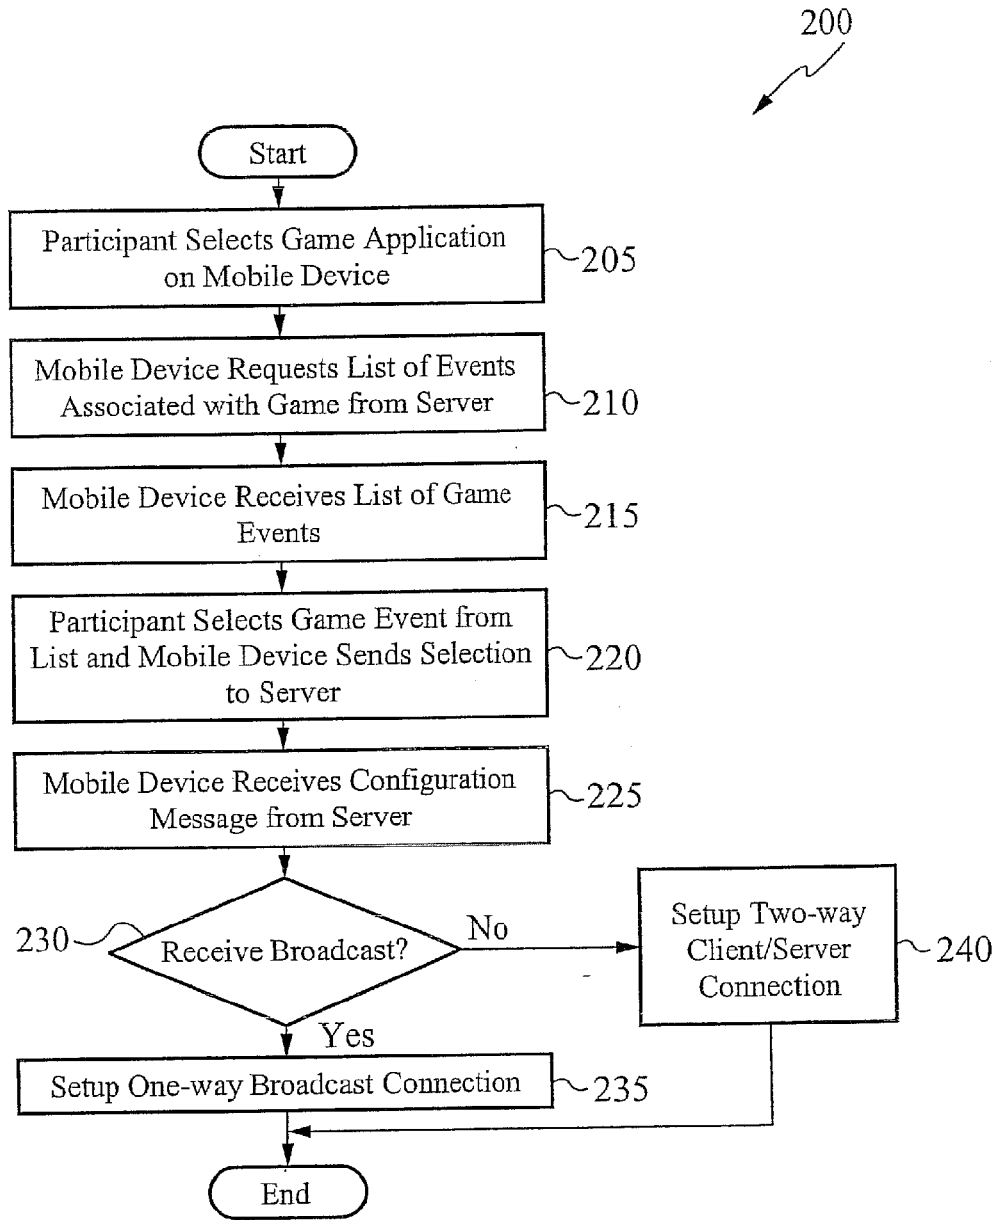 200
Start
Participant Selects Game Application
on Mobile Device
205
Mobile Device Requests List of Events
Associated with Game from Server
210
Mobile Device Receives List of Game
Events
215
Participant Selects Game Event from
List and Mobile Device Sends Selection
to Server
220
Mobile Device Receives Configuration
Message from Server
225
230
Receive Broadcast?
No
Setup Two-way
Client/Server
Connection
240
Yes
Setup One-way Broadcast Connection
235
End